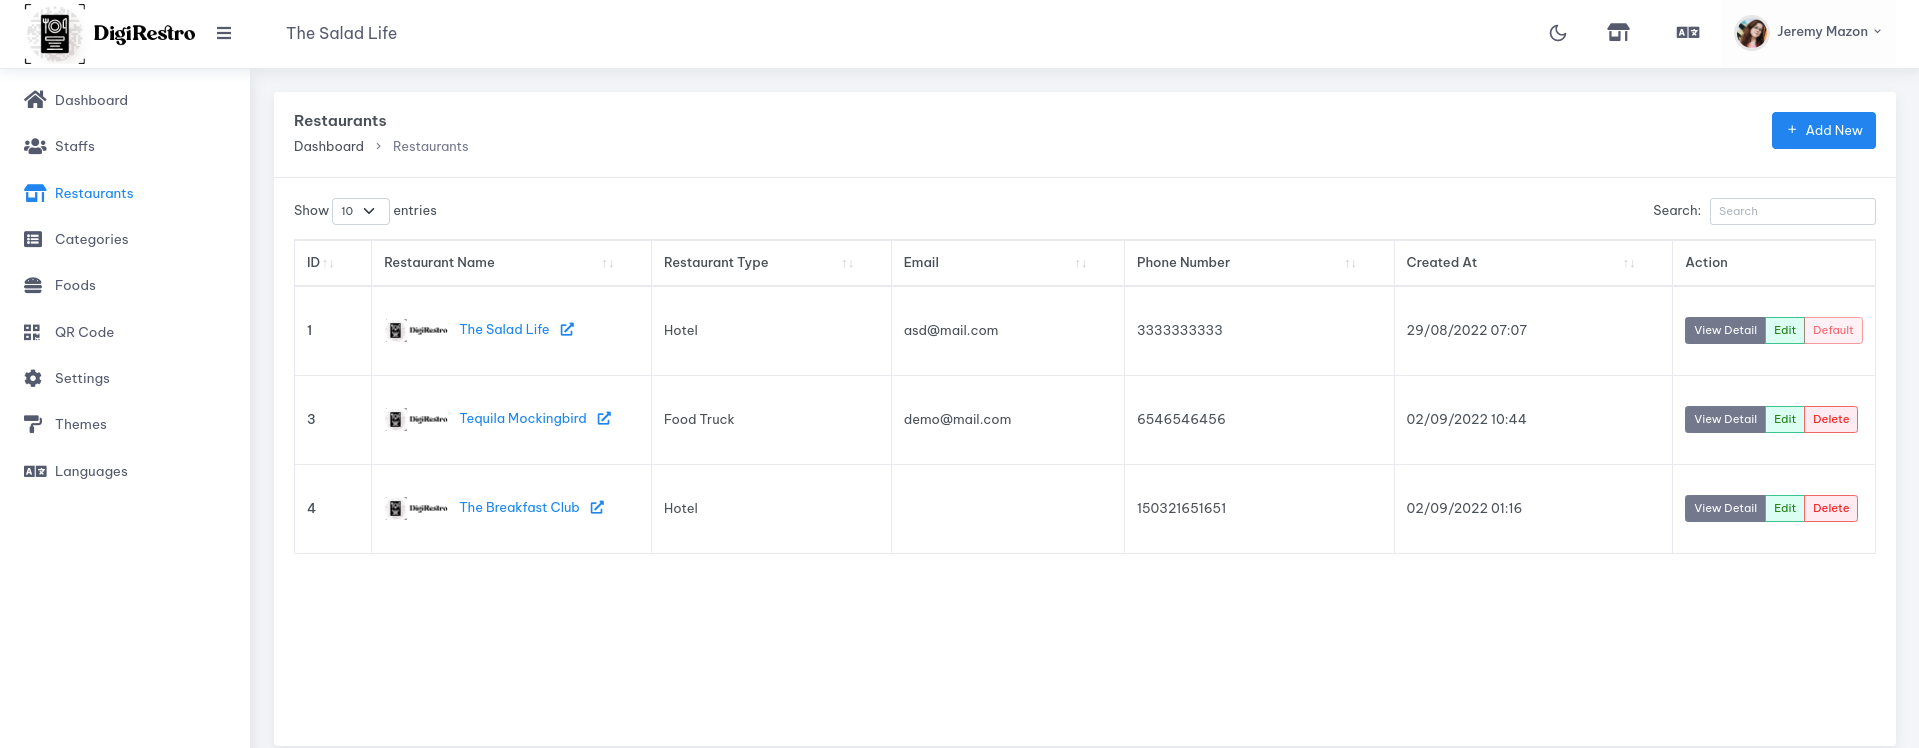 DigiRestro
The Salad Life
Jeremy Mazon
Dashboard
Staffs
Restaurants
Categories
Foods
QR Code
Settings
Themes
Languages
Restaurants
Dashboard > Restaurants
+ Add New
Show 10 entries
Search: Search
ID Restaurant Name Restaurant Type Email Phone Number Created At Action
1 DigiRestro The Salad Life Hotel asd@mail.com 3333333333 29/08/2022 07:07 View Detail Edit Default
3 DigiRestro Tequila Mockingbird Food Truck demo@mail.com 6546546456 02/09/2022 10:44 View Detail Edit Delete
4 DigiRestro The Breakfast Club Hotel 150321651651 02/09/2022 01:16 View Detail Edit Delete